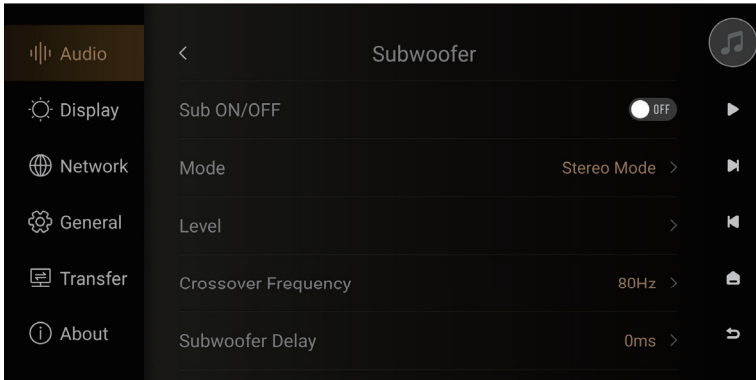 Audio
Display
Network
General
Transfer
About
Subwoofer
Sub ON/OFF
OFF
Mode
Stereo Mode
Level
Crossover Frequency
80Hz
Subwoofer Delay
0ms